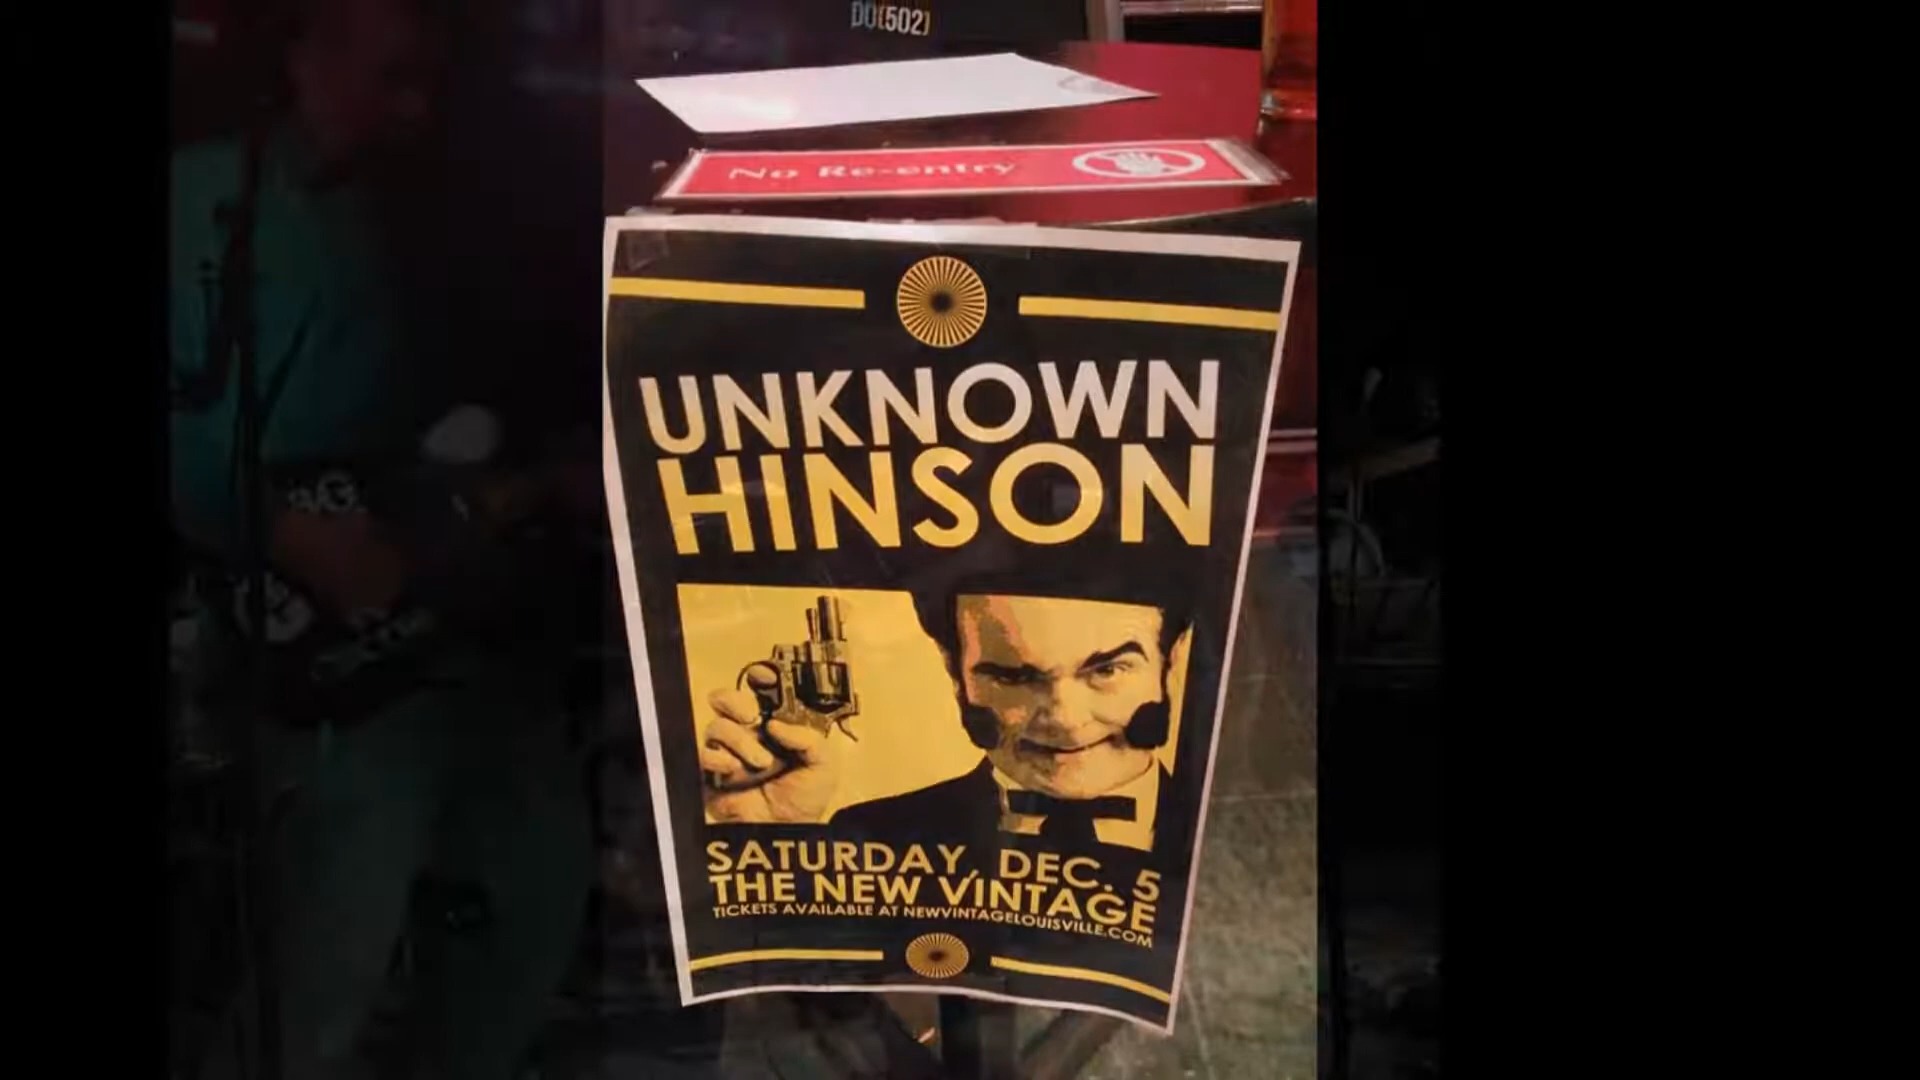 DO(502)
No Re-entry
UNKNOWN
HINSON
SATURDAY, DEC. 5
THE NEW VINTAGE
TICKETS AVAILABLE AT NEWVINTAGELOUISVILLE.COM